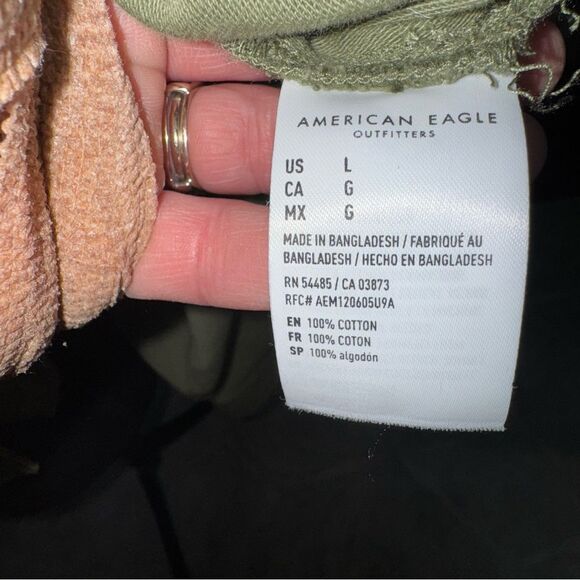 AMERICAN EAGLE
OUTFITTERS
US L
CA G
MX G
MADE IN BANGLADESH / FABRIQUÉ AU
BANGLADESH / HECHO EN BANGLADESH
RN 54485 / CA 03873
RFC# AEM120605U9A
EN 100% COTTON
FR 100% COTON
SP 100% algodón